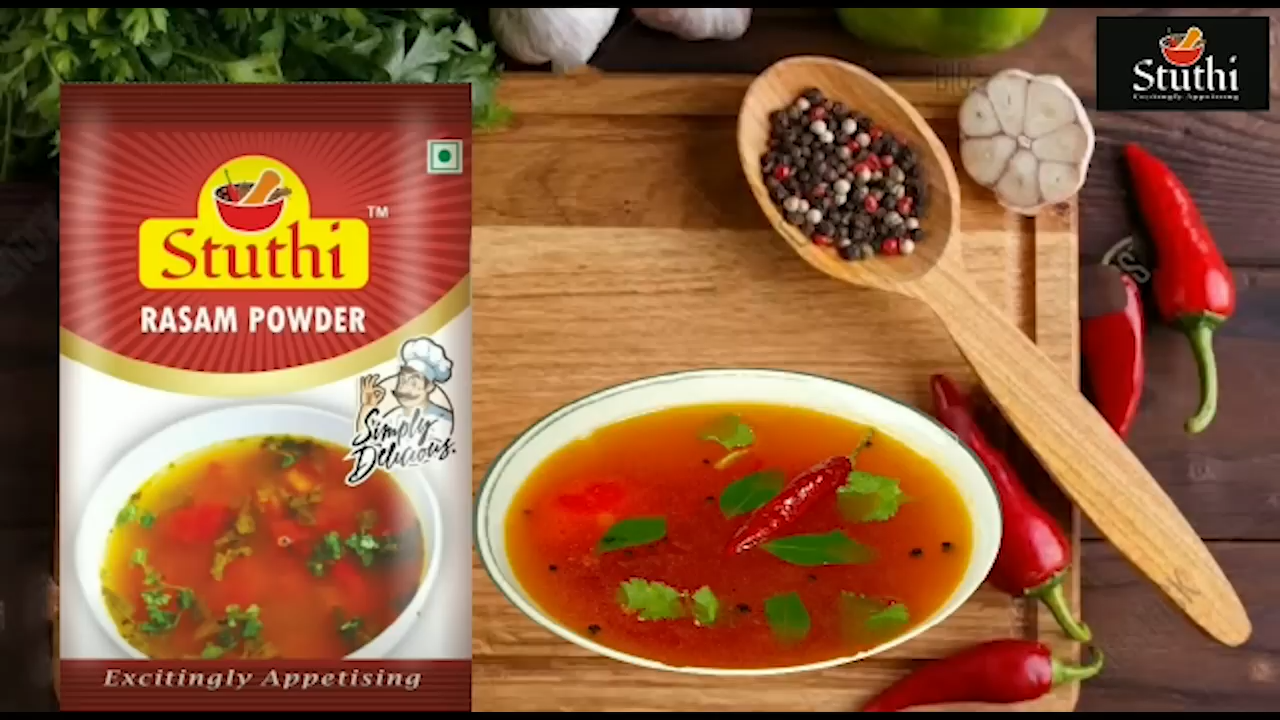 Stuthi
TM
RASAM POWDER
Simply
Delicious.
Excitingly Appetising
Stuthi
Excitingly Appetising